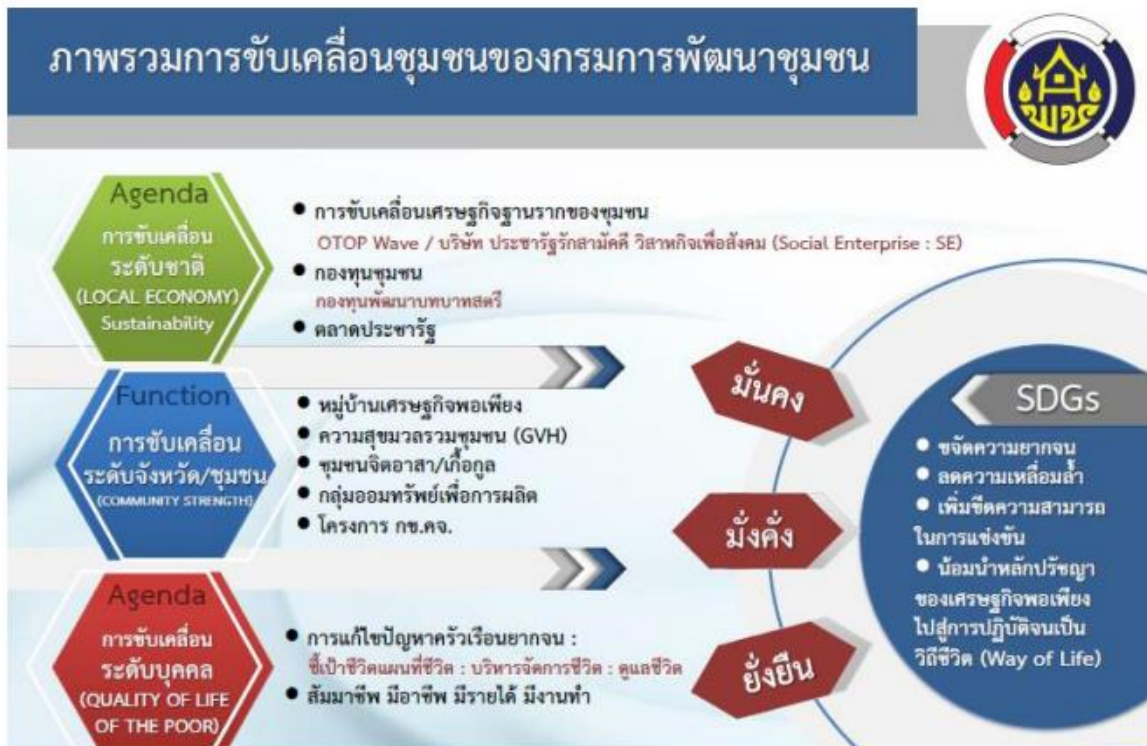 ภาพรวมการขับเคลื่อนชุมชนของกรมการพัฒนาชุมชน
พช
Agenda
การขับเคลื่อน
ระดับชาติ
(LOCAL ECONOMY)
Sustainability
● การขับเคลื่อนเศรษฐกิจฐานรากของชุมชน
OTOP Wave / บริษัท ประชารัฐรักสามัคคี วิสาหกิจเพื่อสังคม (Social Enterprise : SE)
● กองทุนชุมชน
กองทุนพัฒนาบทบาทสตรี
● ตลาดประชารัฐ
Function
การขับเคลื่อน
ระดับจังหวัด/ชุมชน
(COMMUNITY STRENGTH)
● หมู่บ้านเศรษฐกิจพอเพียง
● ความสุขมวลรวมชุมชน (GVH)
● ชุมชนจิตอาสา/เกื้อกูล
● กลุ่มออมทรัพย์เพื่อการผลิต
● โครงการ กข.คจ.
Agenda
การขับเคลื่อน
ระดับบุคคล
(QUALITY OF LIFE
OF THE POOR)
● การแก้ไขปัญหาครัวเรือนยากจน :
ชี้เป้าชีวิตแผนที่ชีวิต : บริหารจัดการชีวิต : ดูแลชีวิต
● สัมมาชีพ มีอาชีพ มีรายได้ มีงานทำ
มั่นคง
มั่งคั่ง
ยั่งยืน
SDGs
● ขจัดความยากจน
● ลดความเหลื่อมล้ำ
● เพิ่มขีดความสามารถ
ในการแข่งขัน
● น้อมนำหลักปรัชญา
ของเศรษฐกิจพอเพียง
ไปสู่การปฏิบัติจนเป็น
วิถีชีวิต (Way of Life)